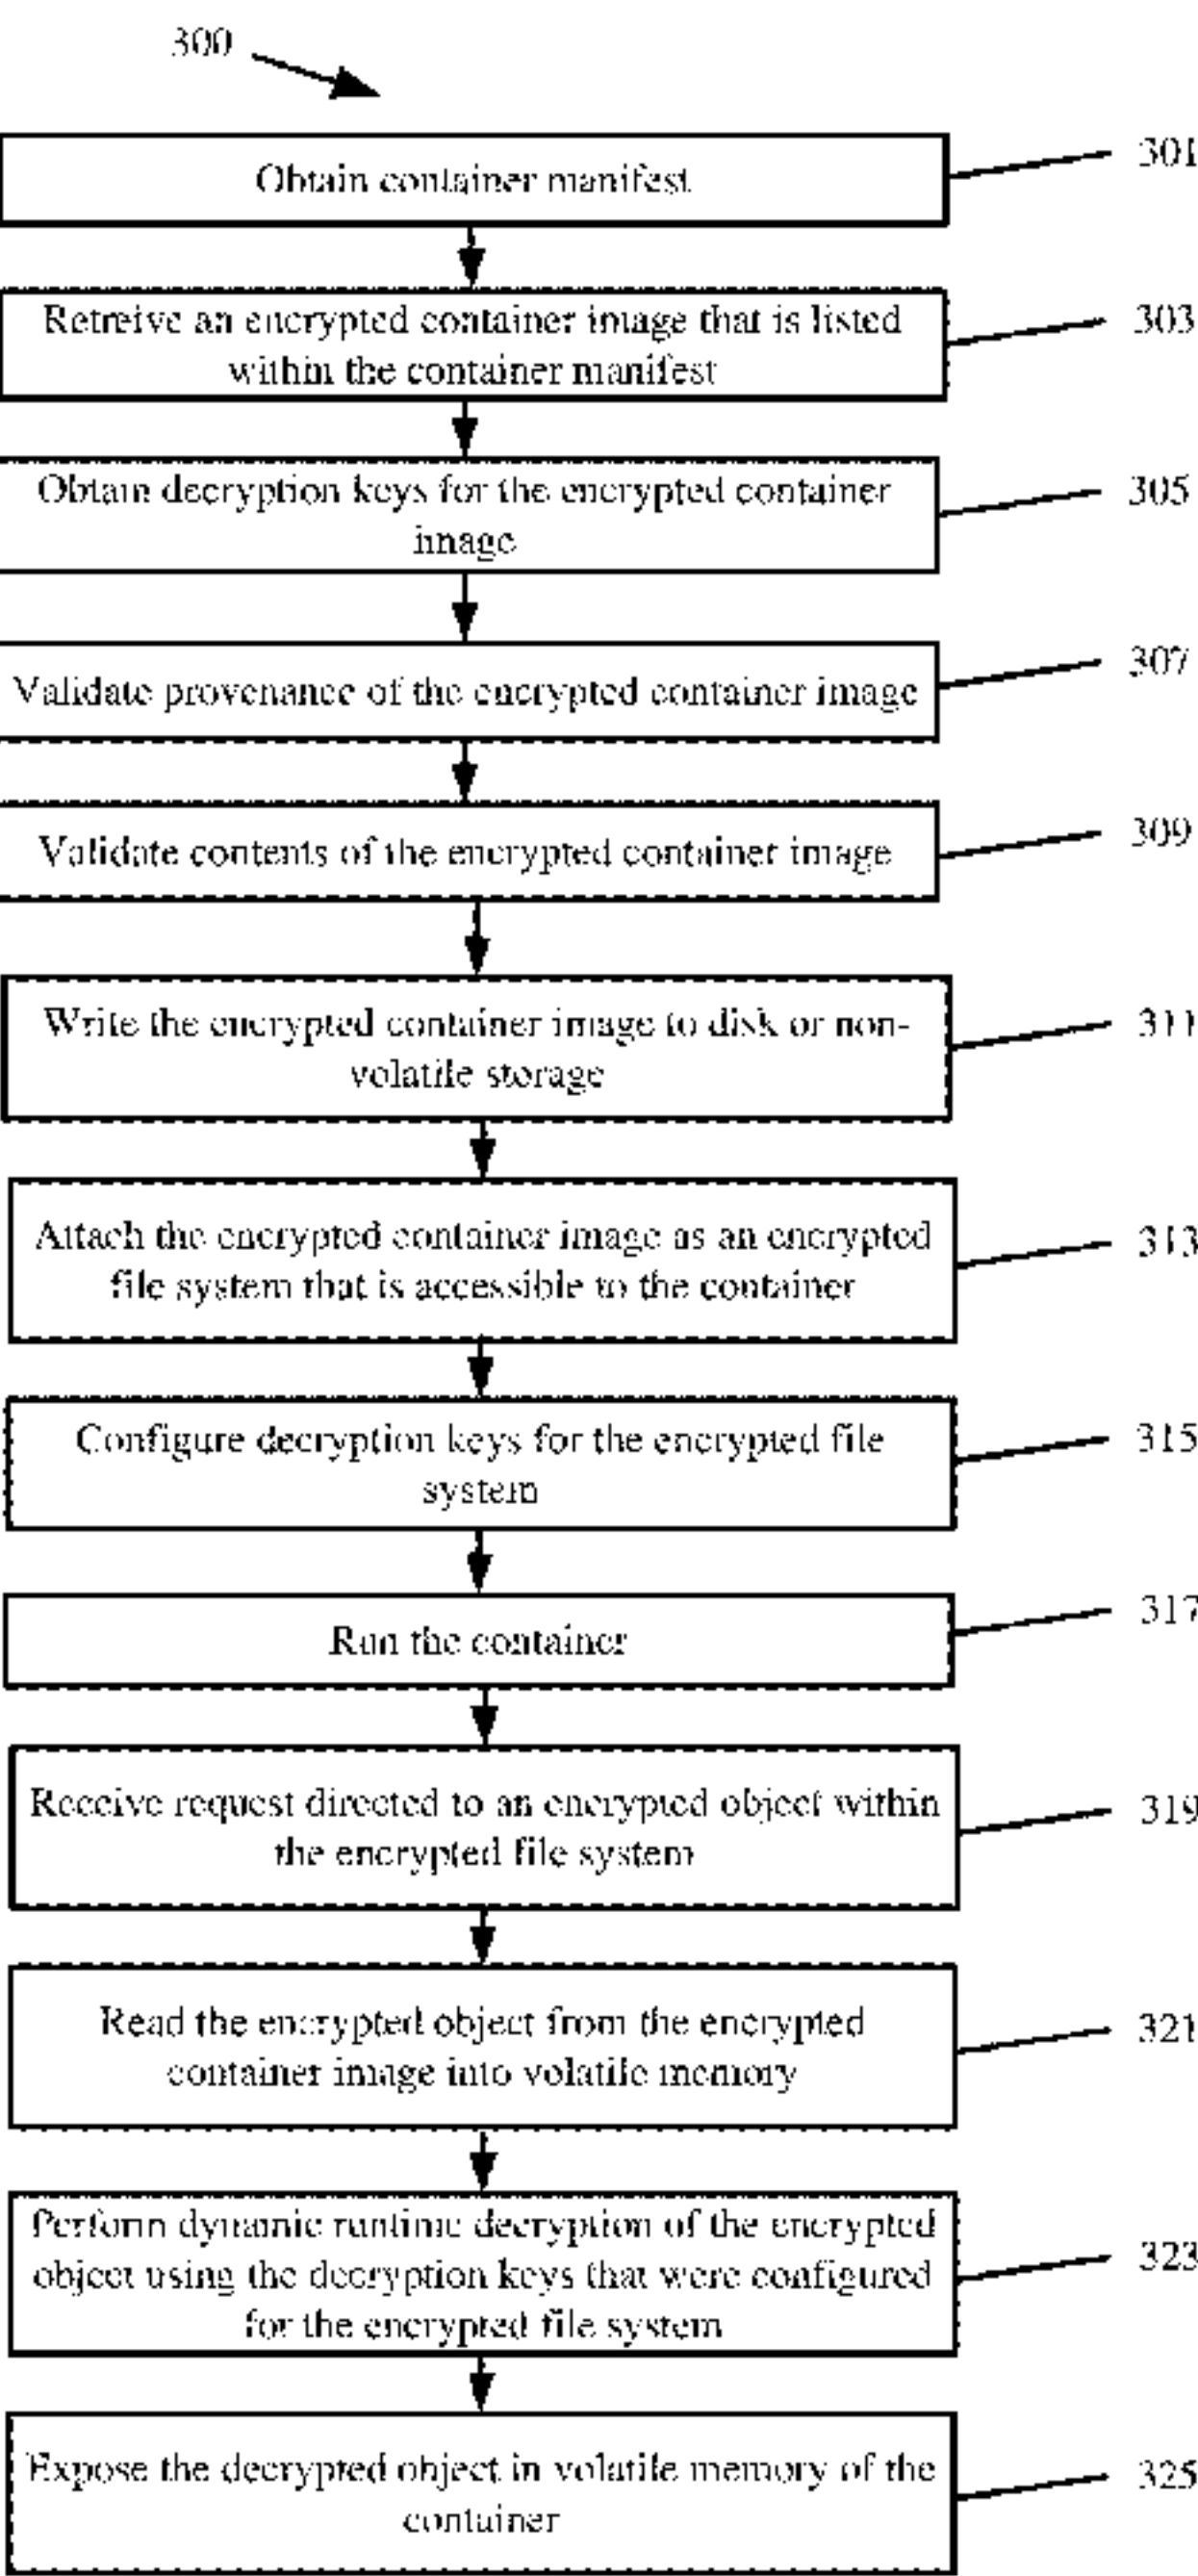 300
Obtain container manifest
301
Retreive an encrypted container image that is listed
within the container manifest
303
Obtain decryption keys for the encrypted container
image
305
Validate provenance of the encrypted container image
307
Validate contents of the encrypted container image
309
Write the encrypted container image to disk or non-
volatile storage
311
Attach the encrypted container image as an encrypted
file system that is accessible to the container
313
Configure decryption keys for the encrypted file
system
315
Run the container
317
Receive request directed to an encrypted object within
the encrypted file system
319
Read the encrypted object from the encrypted
container image into volatile memory
321
Perform dynamic runtime decryption of the encrypted
object using the decryption keys that were configured
for the encrypted file system
323
Expose the decrypted object in volatile memory of the
container
325